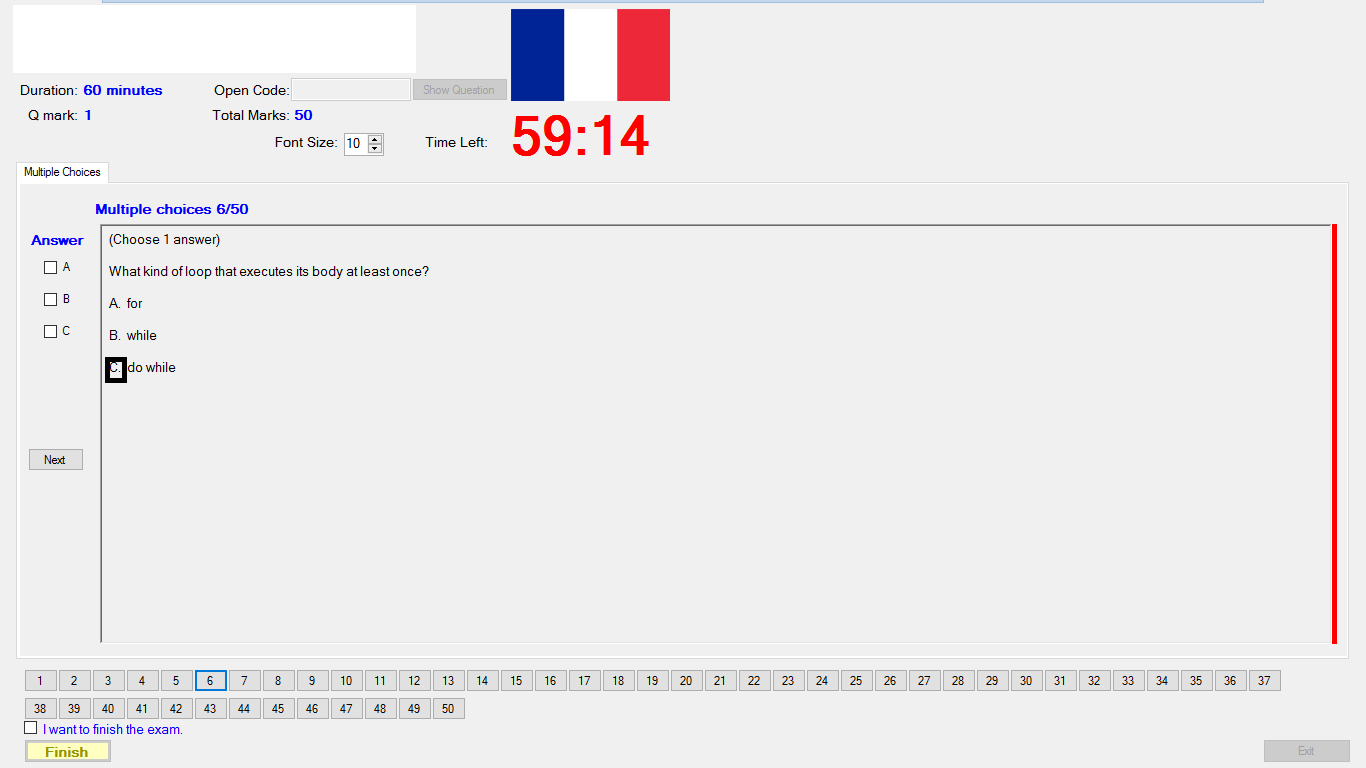 Duration: 60 minutes
Open Code:
Show Question
Q mark: 1
Total Marks: 50
Font Size: 10
Time Left: 59:14
Multiple Choices
Multiple choices 6/50
Answer
(Choose 1 answer)
A
What kind of loop that executes its body at least once?
B
A. for
C
B. while
C. do while
Next
1 2 3 4 5 6 7 8 9 10 11 12 13 14 15 16 17 18 19 20 21 22 23 24 25 26 27 28 29 30 31 32 33 34 35 36 37
38 39 40 41 42 43 44 45 46 47 48 49 50
I want to finish the exam.
Finish
Exit